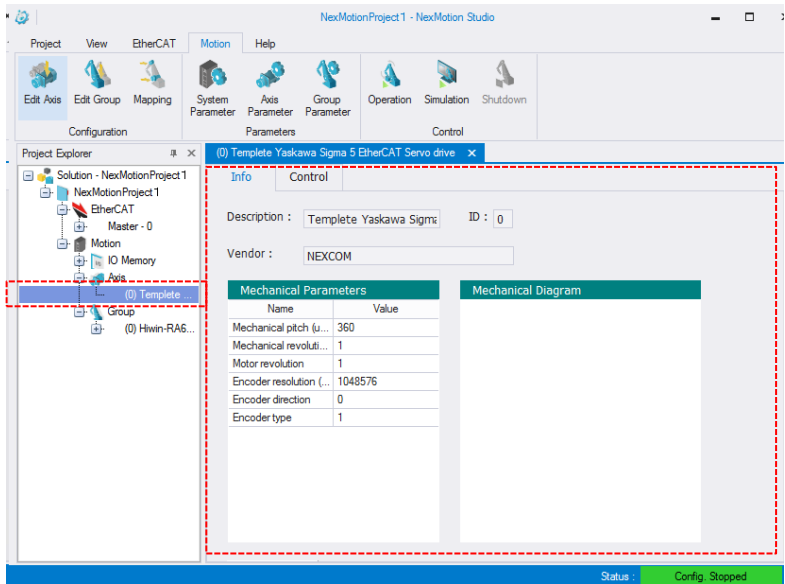 NexMotionProject1 - NexMotion Studio
Project View EtherCAT Motion Help
Edit Axis Edit Group Mapping System Parameter Axis Parameter Group Parameter Operation Simulation Shutdown
Configuration Parameters Control
Project Explorer
(0) Templete Yaskawa Sigma 5 EtherCAT Servo drive
Solution - NexMotionProject1
NexMotionProject1
EtherCAT
Master - 0
Motion
IO Memory
Axis
(0) Templete ...
Group
(0) Hiwin-RA6...
Info Control
Description : Templete Yaskawa Sigma ID : 0
Vendor : NEXCOM
Mechanical Parameters
Name Value
Mechanical pitch (u... 360
Mechanical revoluti... 1
Motor revolution 1
Encoder resolution (... 1048576
Encoder direction 0
Encoder type 1
Mechanical Diagram
Status : Config. Stopped